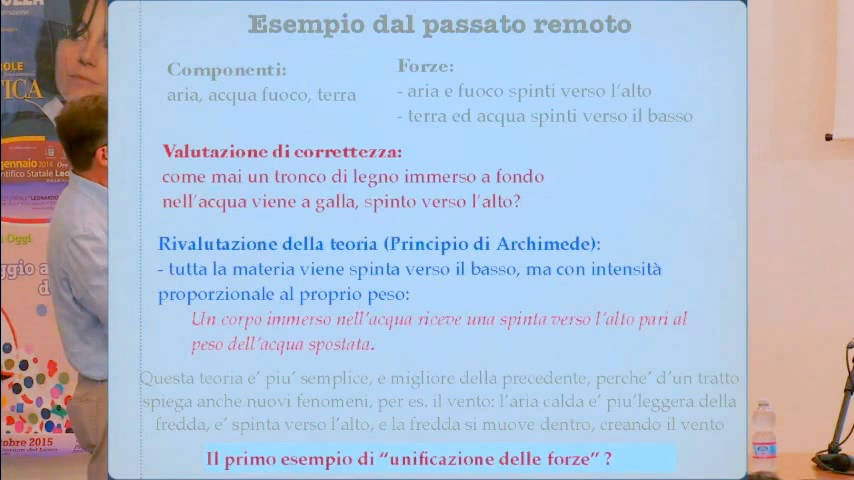 Esempio dal passato remoto
Componenti:
aria, acqua fuoco, terra
Forze:
- aria e fuoco spinti verso l'alto
- terra ed acqua spinti verso il basso
Valutazione di correttezza:
come mai un tronco di legno immerso a fondo
nell'acqua viene a galla, spinto verso l'alto?
Rivalutazione della teoria (Principio di Archimede):
- tutta la materia viene spinta verso il basso, ma con intensità
proporzionale al proprio peso:
Un corpo immerso nell'acqua riceve una spinta verso l'alto pari al
peso dell'acqua spostata.
Questa teoria e' piu' semplice, e migliore della precedente, perche' d'un tratto
spiega anche nuovi fenomeni, per es. il vento: l'aria calda e' piu'leggera della
fredda, e' spinta verso l'alto, e la fredda si muove dentro, creando il vento
Il primo esempio di "unificazione delle forze" ?
OLE
TICA
gennaio 2014
Statale
Oggi
ggio a
d
tobre 2015